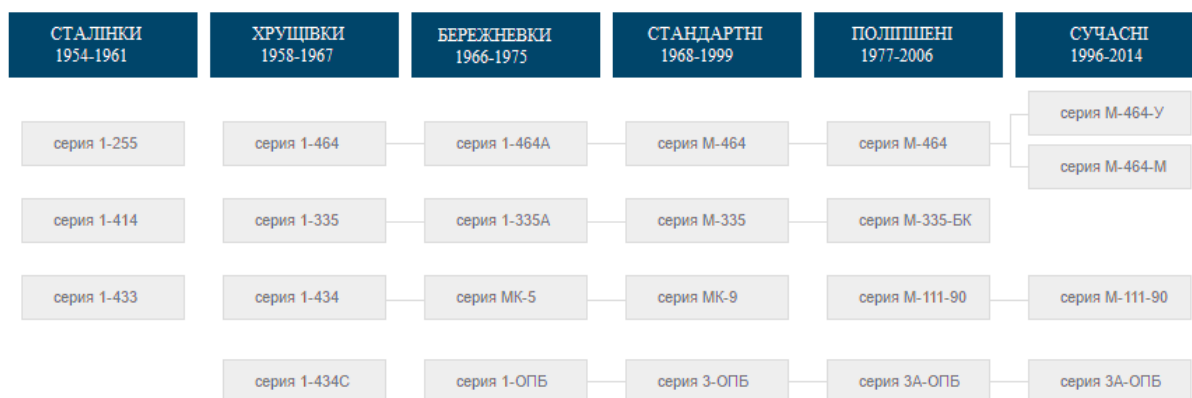 СТАЛІНКИ
1954-1961
ХРУЩІВКИ
1958-1967
БЕРЕЖНЕВКИ
1966-1975
СТАНДАРТНІ
1968-1999
ПОЛІПШЕНІ
1977-2006
СУЧАСНІ
1996-2014
серия М-464-У
серия 1-255
серия 1-464
серия 1-464А
серия М-464
серия М-464
серия М-464-М
серия 1-414
серия 1-335
серия 1-335А
серия М-335
серия М-335-БК
серия 1-433
серия 1-434
серия МК-5
серия МК-9
серия М-111-90
серия М-111-90
серия 1-434С
серия 1-ОПБ
серия 3-ОПБ
серия 3А-ОПБ
серия 3А-ОПБ